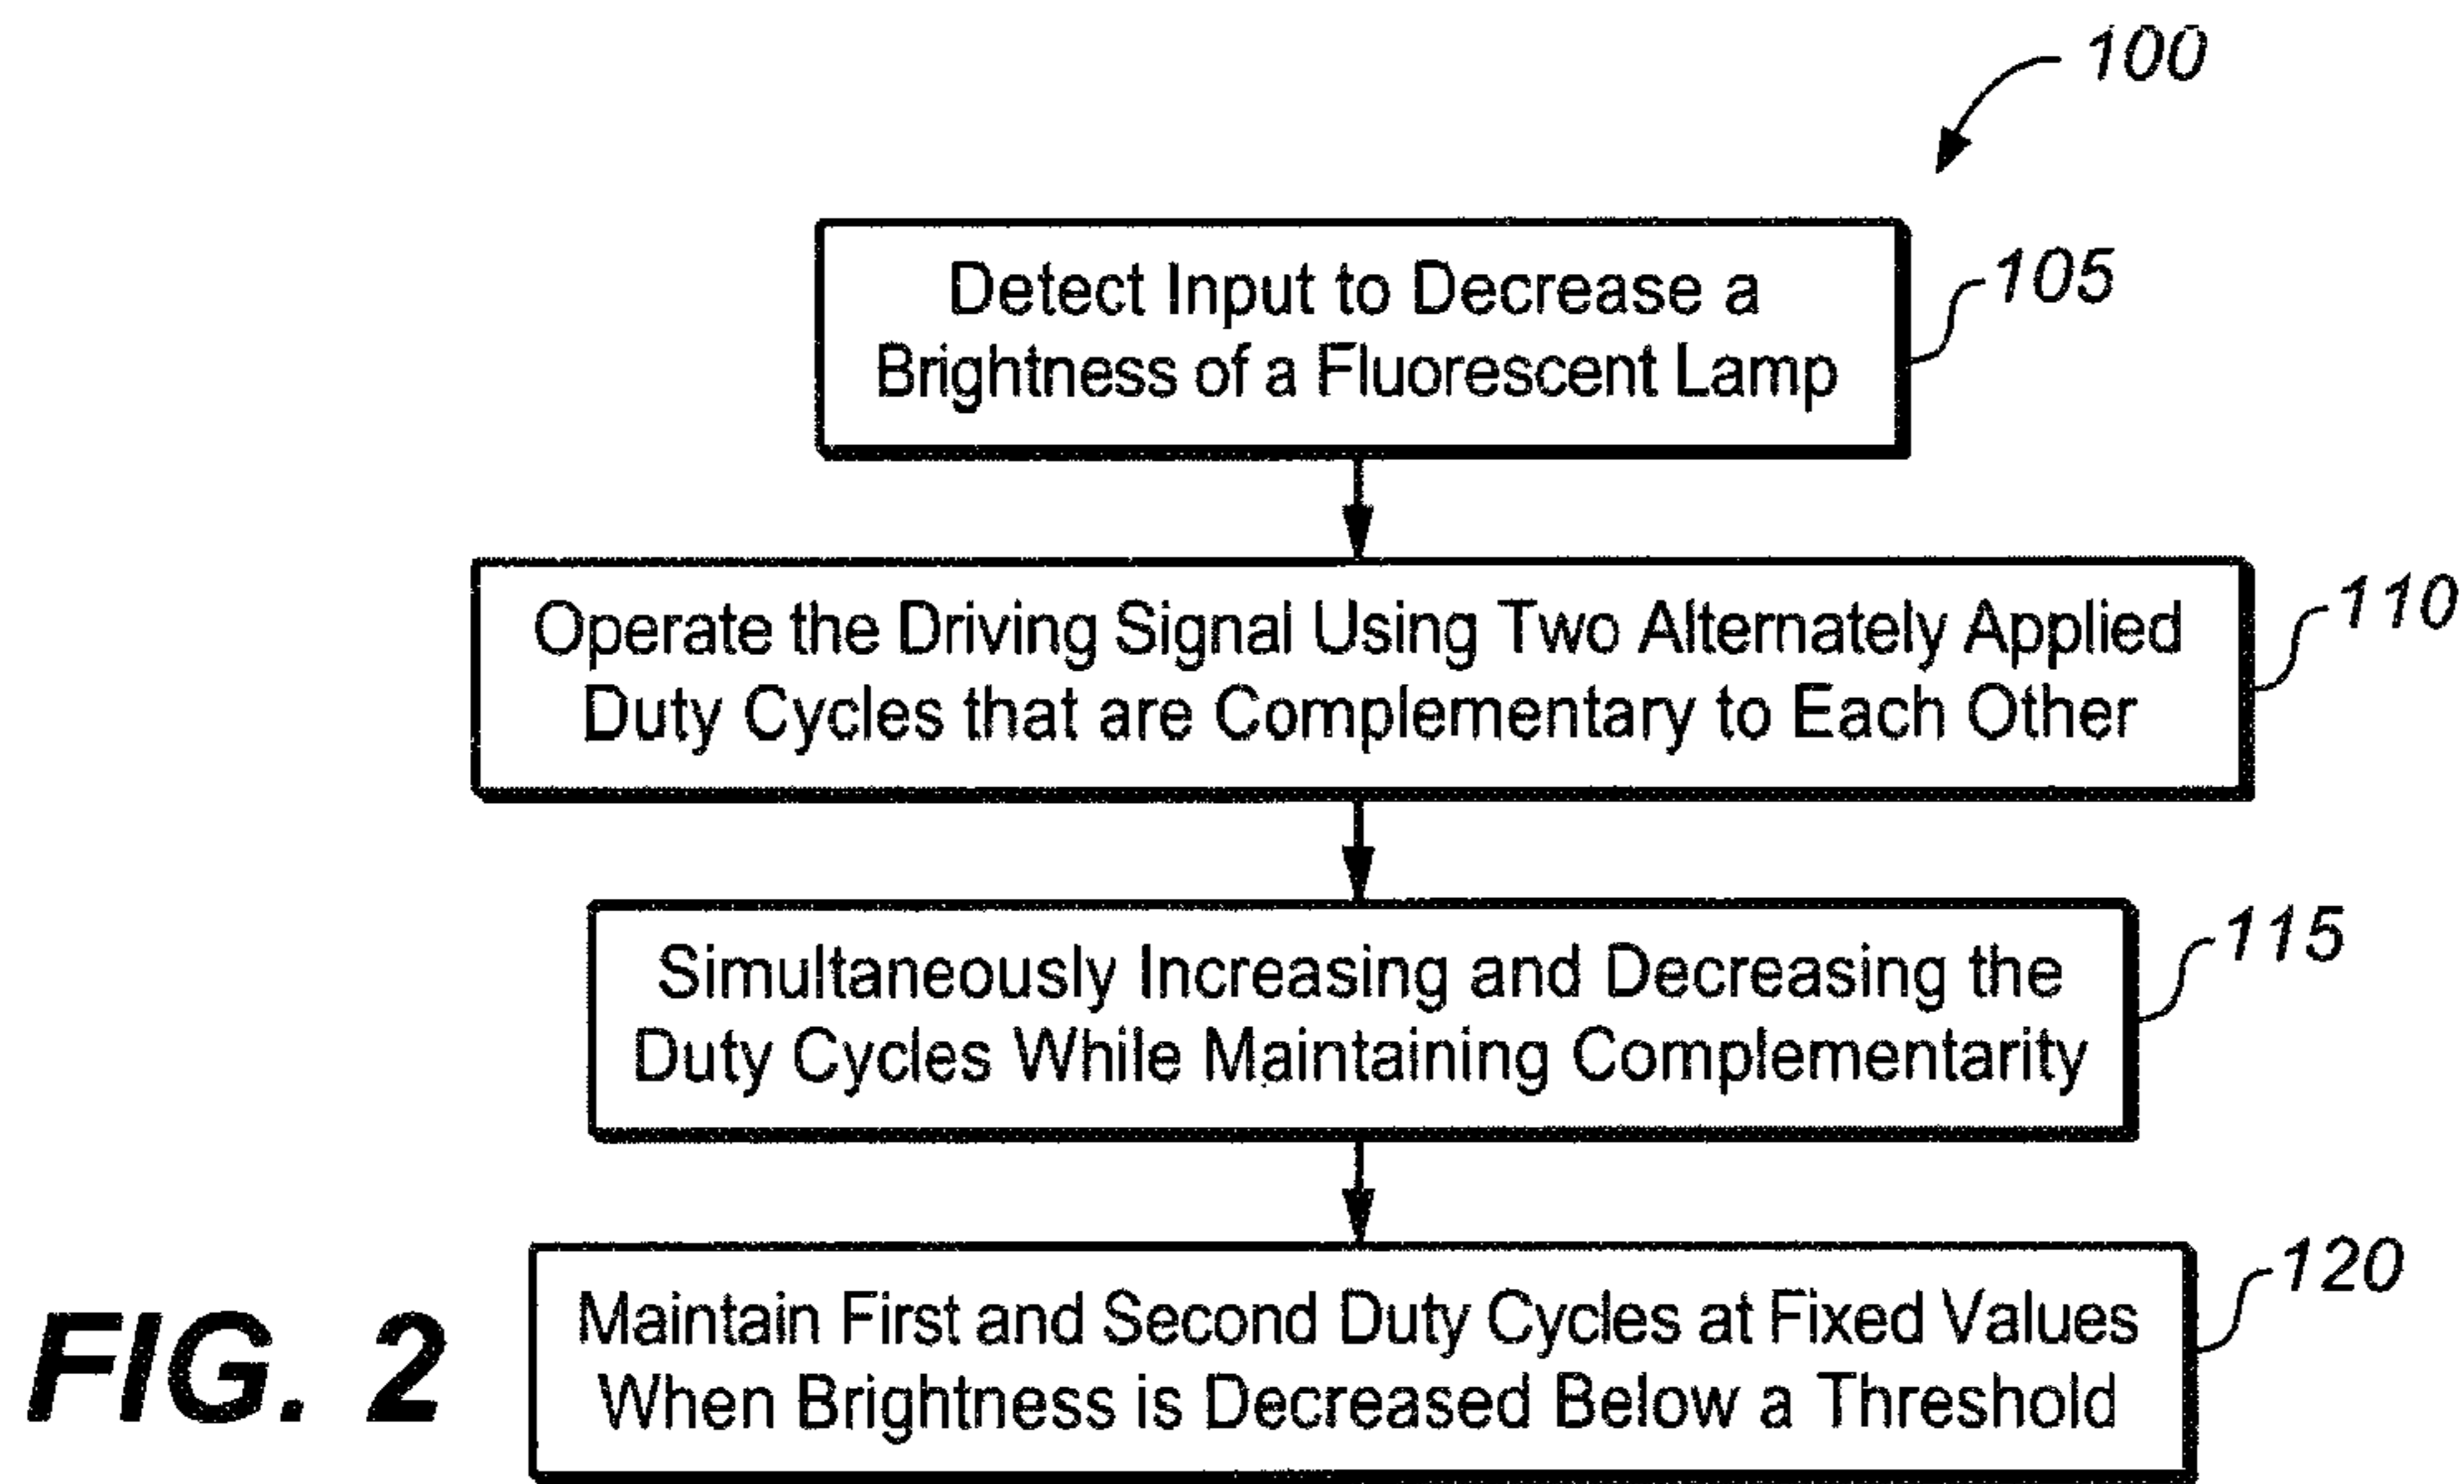 100
Detect Input to Decrease a
Brightness of a Fluorescent Lamp
105
Operate the Driving Signal Using Two Alternately Applied
Duty Cycles that are Complementary to Each Other
110
Simultaneously Increasing and Decreasing the
Duty Cycles While Maintaining Complementarity
115
Maintain First and Second Duty Cycles at Fixed Values
When Brightness is Decreased Below a Threshold
120
FIG. 2